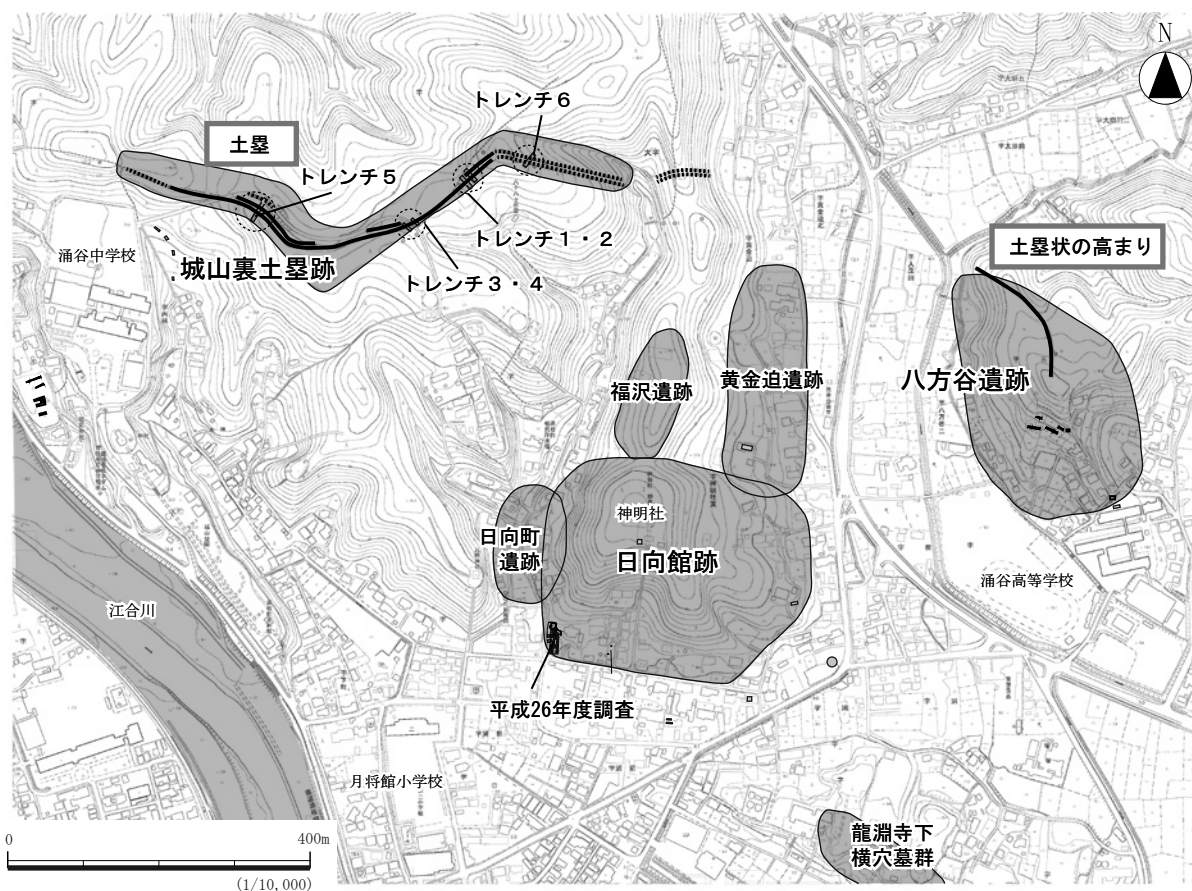 N
トレンチ6
土塁
トレンチ5
トレンチ1・2
土塁状の高まり
涌谷中学校
城山裏土塁跡
トレンチ3・4
福沢遺跡
黄金迫遺跡
八方谷遺跡
神明社
日向町
遺跡
日向館跡
涌谷高等学校
江合川
平成26年度調査
月将館小学校
龍淵寺下
横穴墓群
0
400m
(1/10,000)